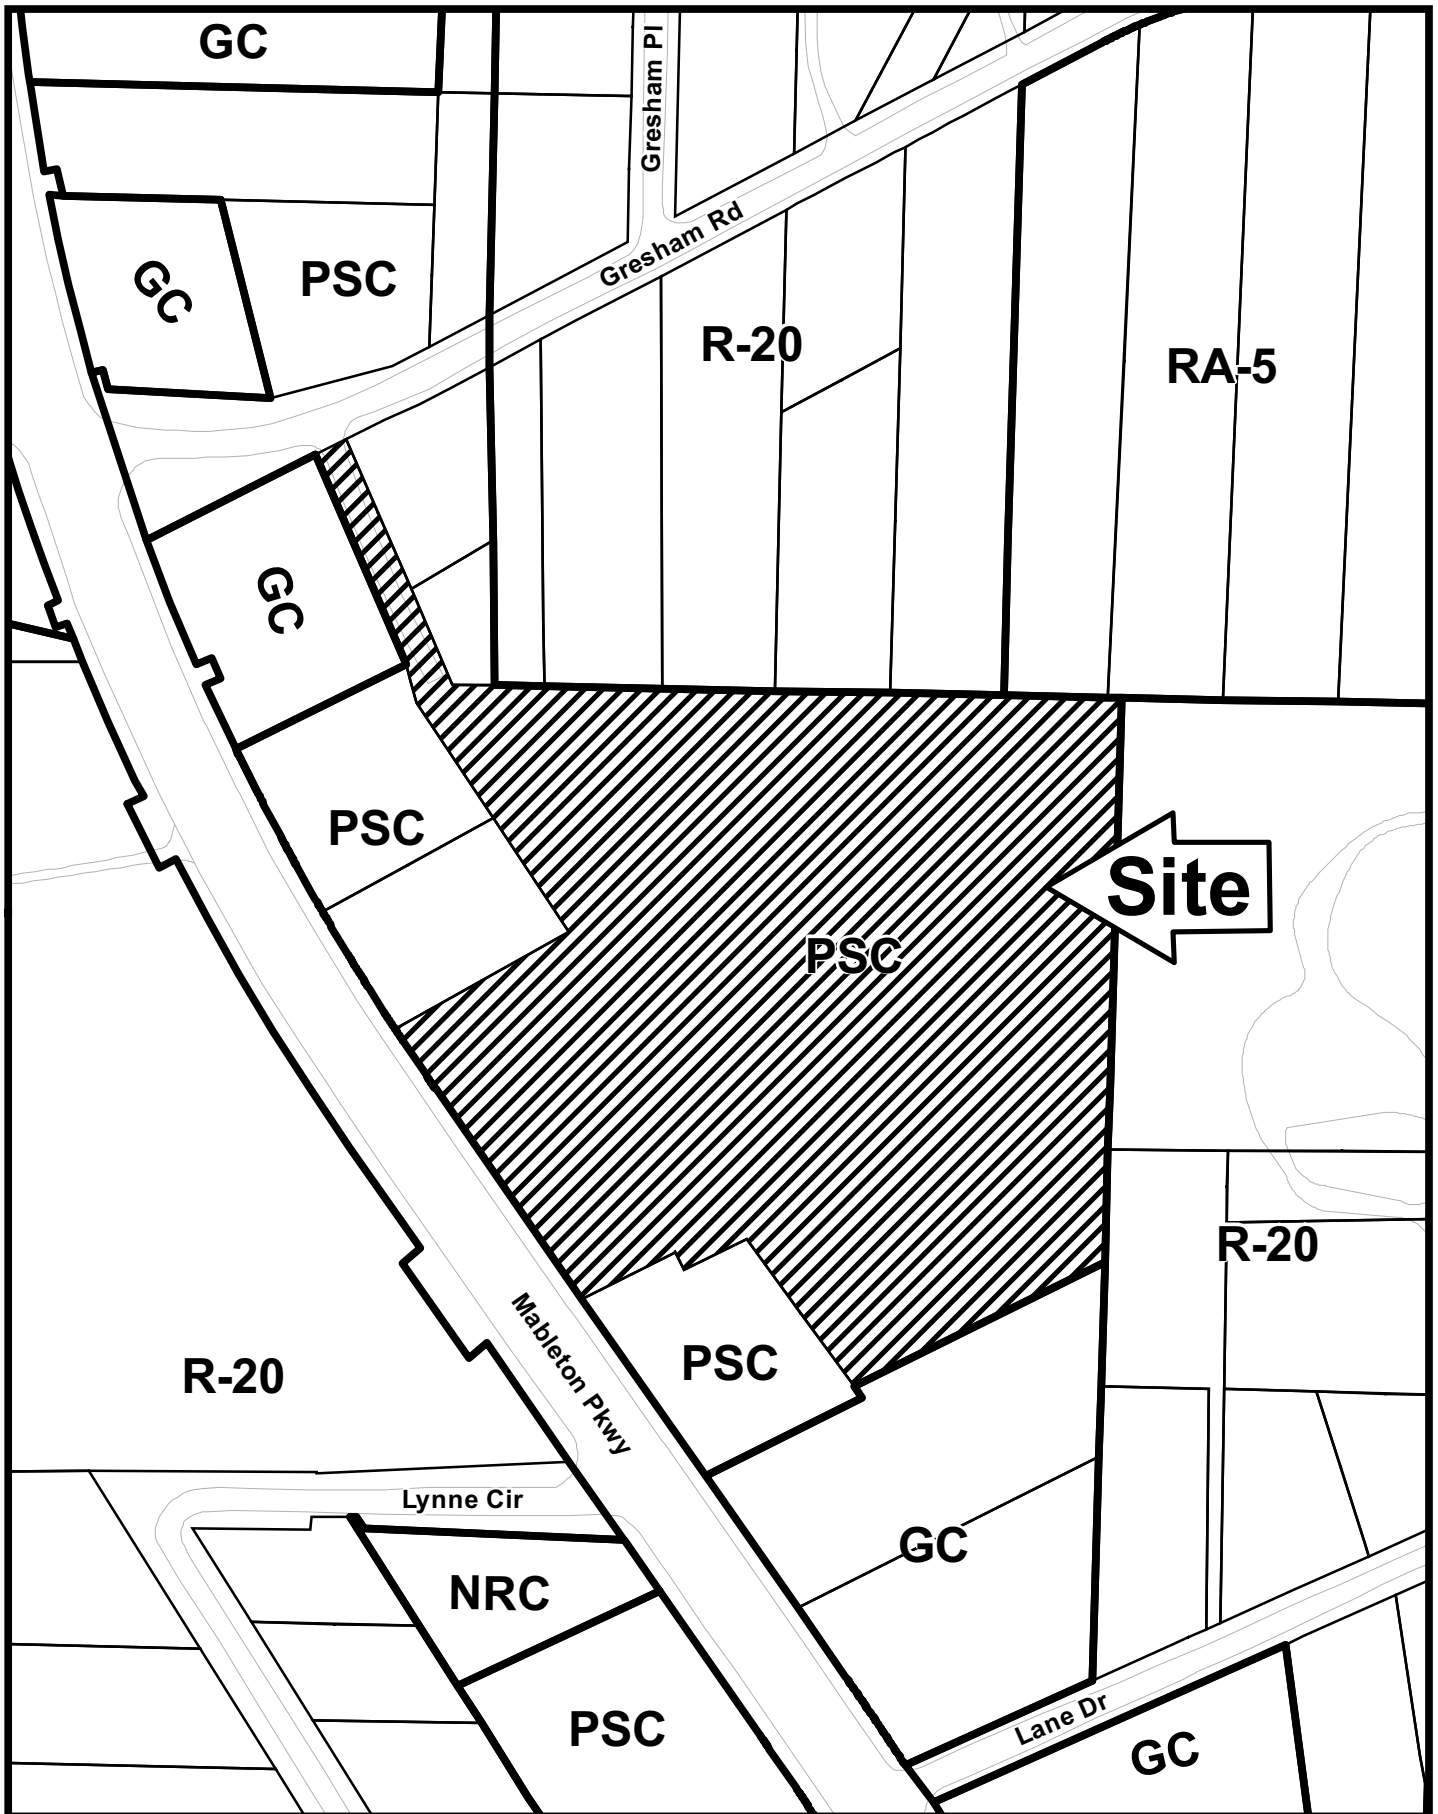 GC
Gresham Pl
Gresham Rd
GC
PSC
R-20
RA-5
GC
PSC
Site
PSC
R-20
Mableton Pkwy
PSC
R-20
Lynne Cir
GC
NRC
PSC
Lane Dr
GC